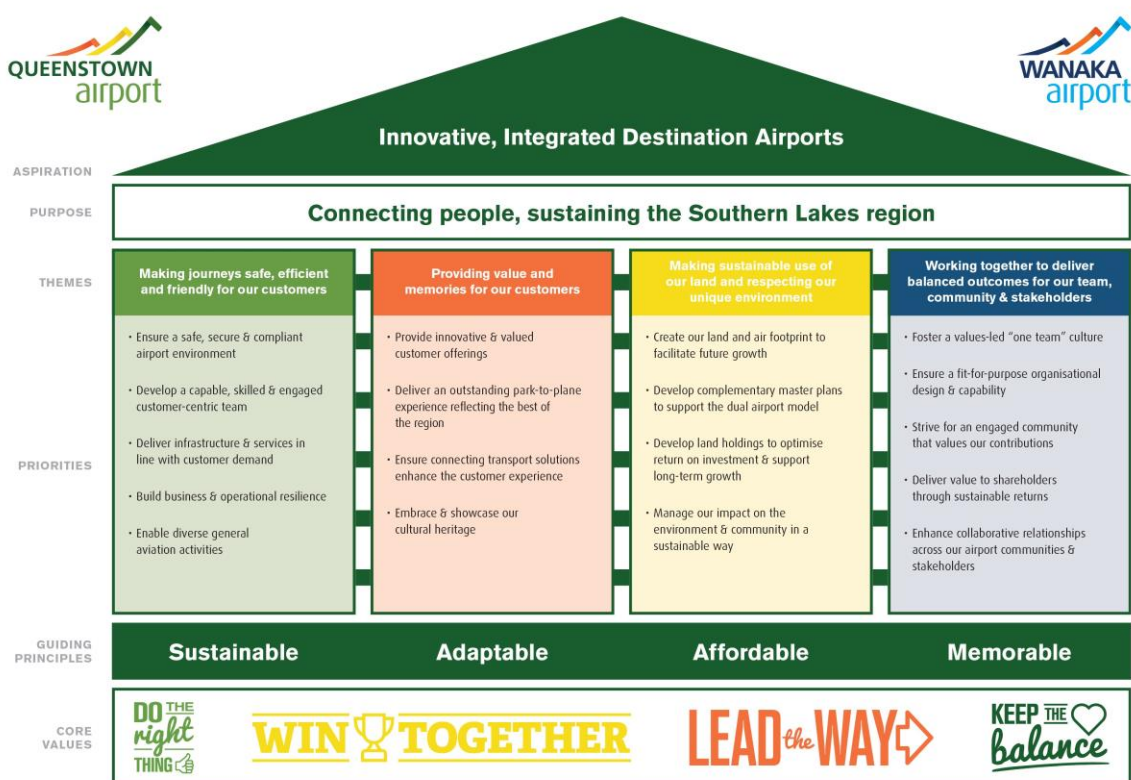 QUEENSTOWN
airport
WANAKA
airport
Innovative, Integrated Destination Airports
ASPIRATION
PURPOSE
Connecting people, sustaining the Southern Lakes region
THEMES
Making journeys safe, efficient
and friendly for our customers
Providing value and
memories for our customers
Making sustainable use of
our land and respecting our
unique environment
Working together to deliver
balanced outcomes for our team,
community & stakeholders
PRIORITIES
• Ensure a safe, secure & compliant
airport environment
• Develop a capable, skilled & engaged
customer-centric team
• Deliver infrastructure & services in
line with customer demand
• Build business & operational resilience
• Enable diverse general
aviation activities
• Provide innovative & valued
customer offerings
• Deliver an outstanding park-to-plane
experience reflecting the best of
the region
• Ensure connecting transport solutions
enhance the customer experience
• Embrace & showcase our
cultural heritage
• Create our land and air footprint to
facilitate future growth
• Develop complementary master plans
to support the dual airport model
• Develop land holdings to optimise
return on investment & support
long-term growth
• Manage our impact on the
environment & community in a
sustainable way
• Foster a values-led “one team” culture
• Ensure a fit-for-purpose organisational
design & capability
• Strive for an engaged community
that values our contributions
• Deliver value to shareholders
through sustainable returns
• Enhance collaborative relationships
across our airport communities &
stakeholders
GUIDING
PRINCIPLES
Sustainable
Adaptable
Affordable
Memorable
CORE
VALUES
DO THE
right
THING
WIN TOGETHER
LEAD the WAY
KEEP THE
balance